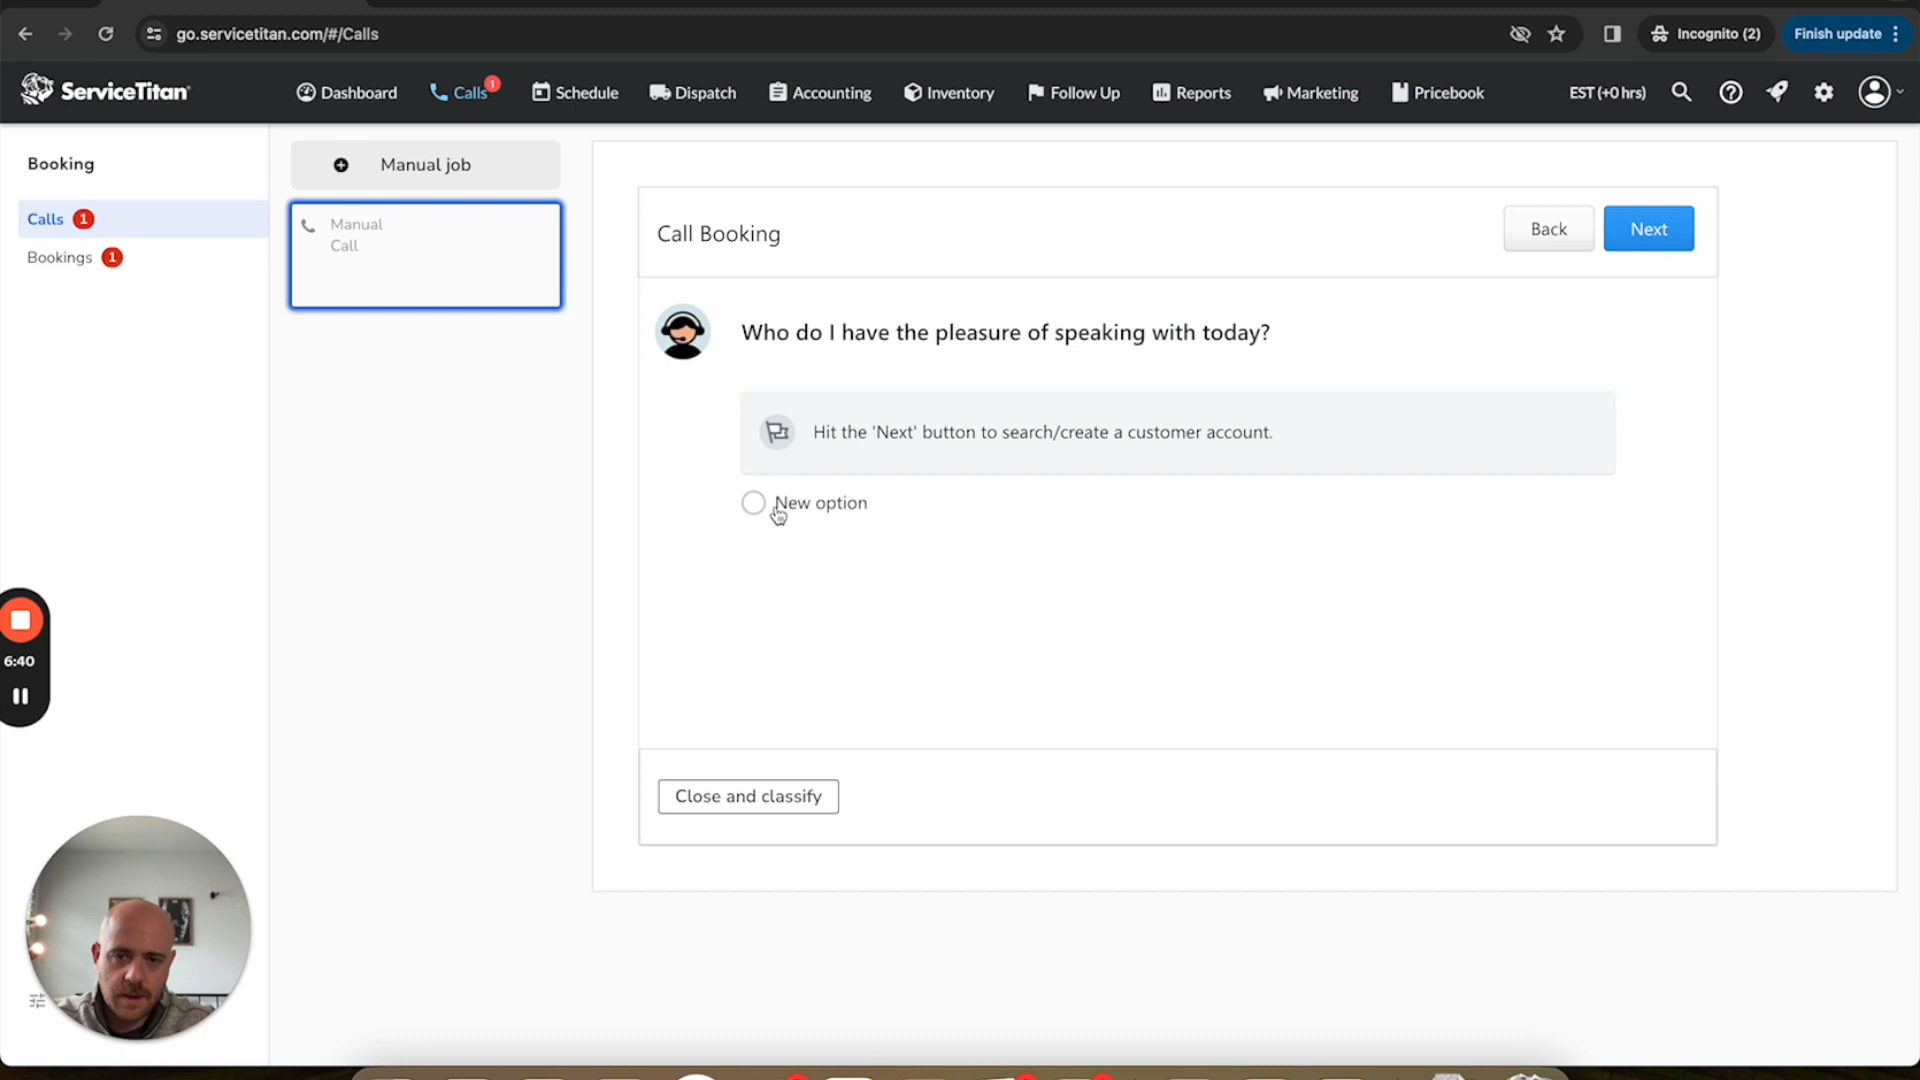 go.servicetitan.com/#/Calls
Incognito (2)
Finish update
ServiceTitan
Dashboard
Calls
1
Schedule
Dispatch
Accounting
Inventory
Follow Up
Reports
Marketing
Pricebook
EST (+0 hrs)
Booking
Calls 1
Bookings 1
Manual job
Manual
Call
Call Booking
Back
Next
Who do I have the pleasure of speaking with today?
Hit the 'Next' button to search/create a customer account.
New option
Close and classify
6:40